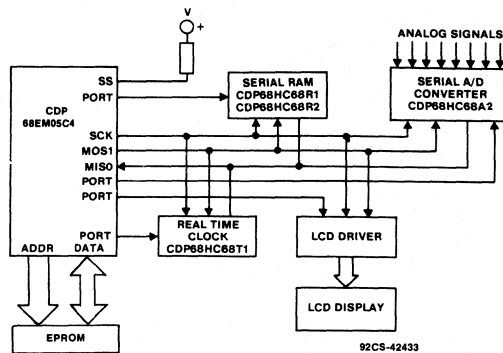 V
+
ANALOG SIGNALS
SS
CDP
68EM05C4
PORT
SERIAL RAM
CDP68HC68R1
CDP68HC68R2
SERIAL A/D
CONVERTER
CDP68HC68A2
SCK
MOS1
MISO
PORT
PORT
PORT
REAL TIME
CLOCK
CDP68HC68T1
LCD DRIVER
ADDR DATA
LCD DISPLAY
EPROM
92CS-42433